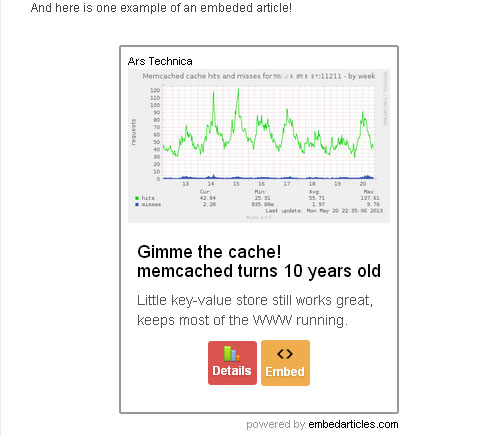 And here is one example of an embeded article!
Ars Technica
Memcached cache hits and misses for :11211 - by week
requests
120
110
100
90
80
70
60
50
40
30
20
10
0
13 14 15 16 17 18 19 20
Cur: Min: Avg: Max:
hits 42.84 25.31 55.71 137.61
misses 2.28 835.88m 1.97 9.76
Last update: Mon May 20 22:35:06 2013
Gimme the cache!
memcached turns 10 years old
Little key-value store still works great,
keeps most of the WWW running.
Details
Embed
powered by embedarticles.com